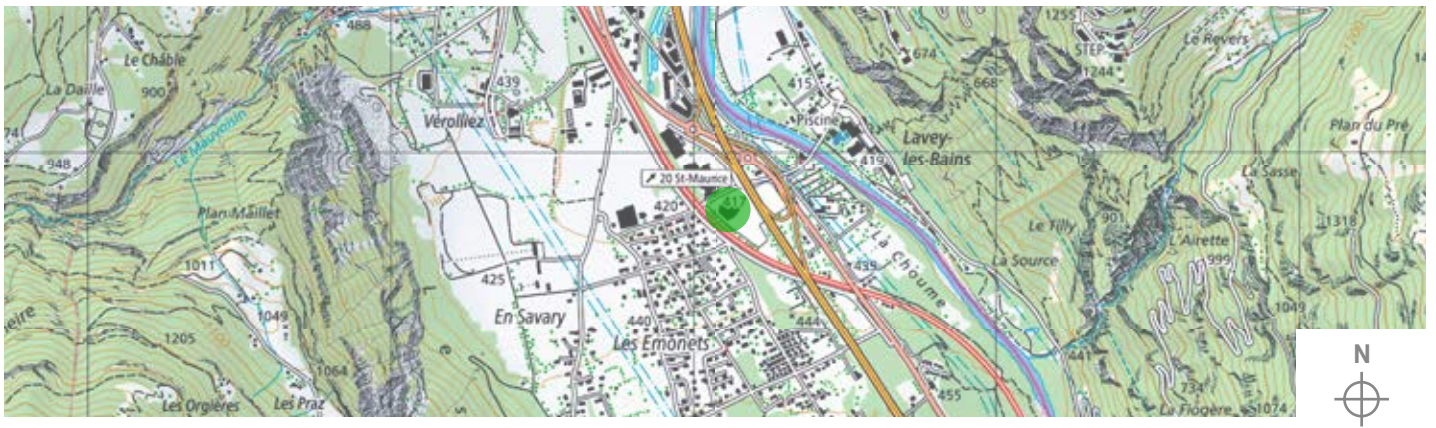 488
1255
Le Châble
674
STEP
Le Revers
1200
La Daille
900
439
415
668
1244
Vérolliez
Piscine
Plan du Pré
Le Mauvoisin
419
Lavey-
les-Bains
948
20 St-Maurice
La Sasse
Plan-Maillet
420
417
901
1318
Le Tilly
L'Airette
1011
425
439
La Source
999
La Choume
1049
En Savary
440
444
1049
1205
Les Emonets
441
N
1064
734
455
Les Orgières
Les Praz
La Fiogère
1074